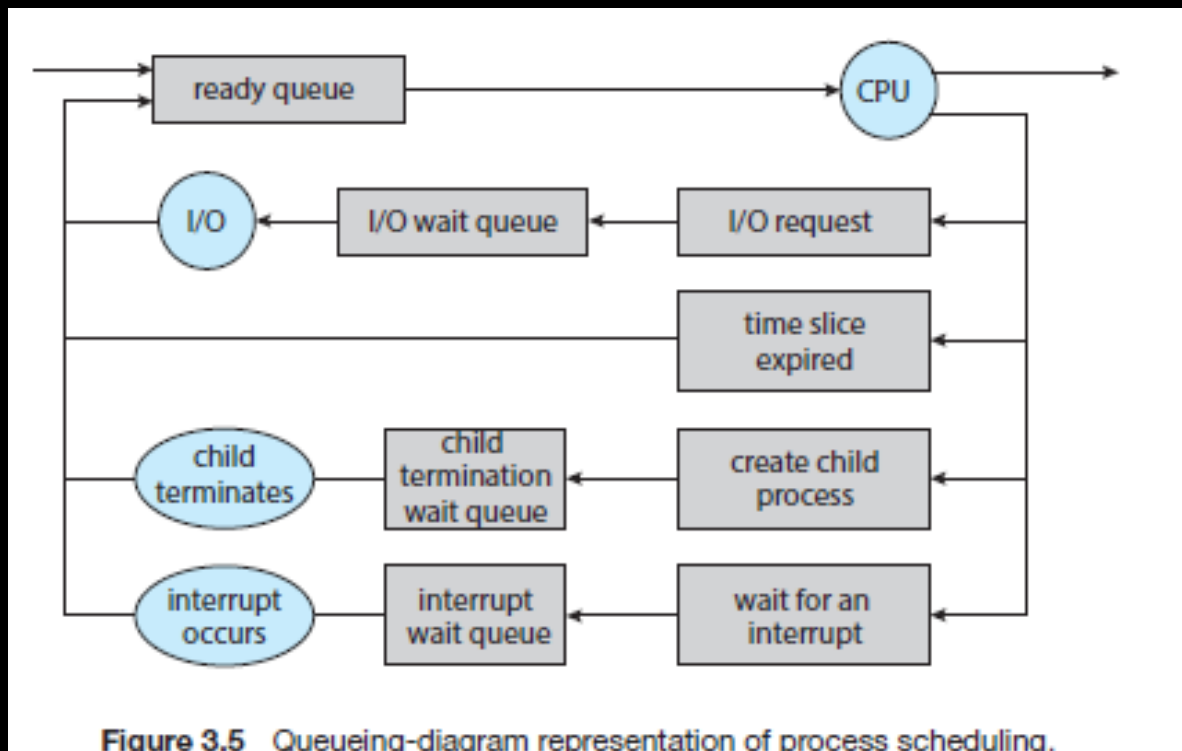 ready queue
CPU
I/O
I/O wait queue
I/O request
time slice
expired
child
terminates
child
termination
wait queue
create child
process
interrupt
occurs
interrupt
wait queue
wait for an
interrupt
Figure 3.5 Queueing-diagram representation of process scheduling.